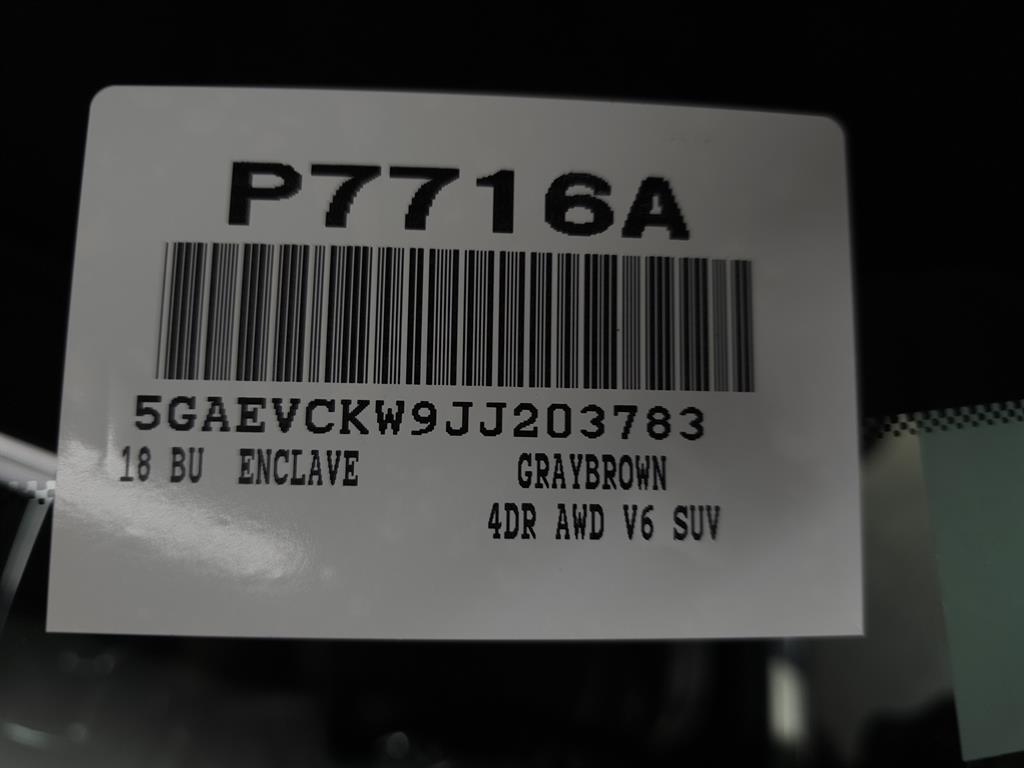 P7716A
5GAEVCKW9JJ203783
18 BU ENCLAVE GRAYBROWN
4DR AWD V6 SUV